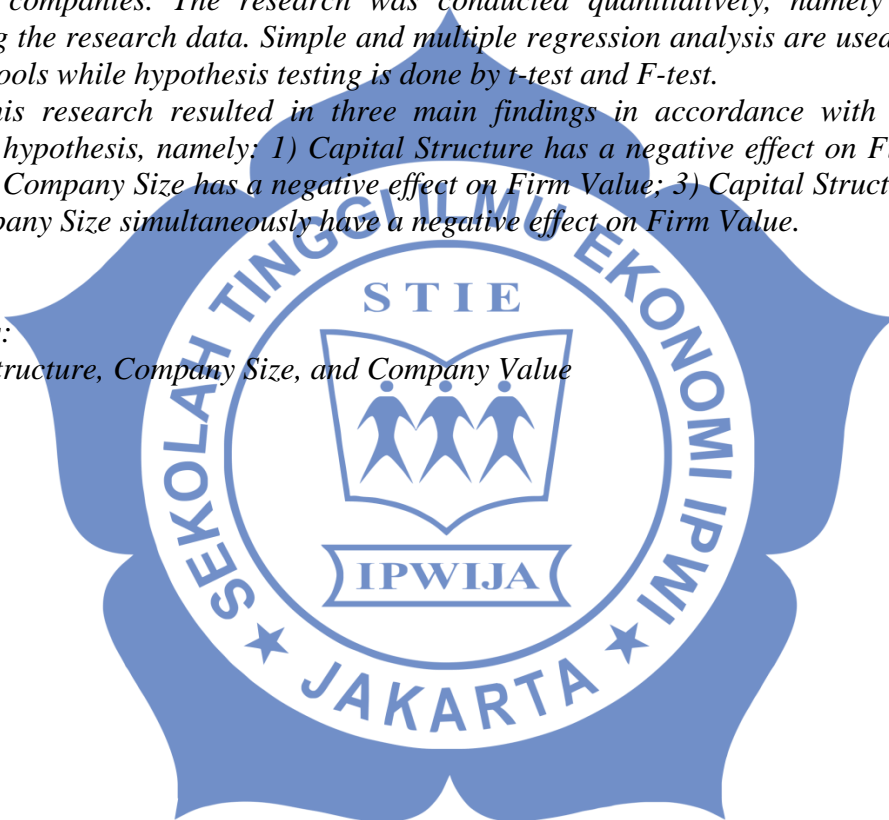 companies. The research was conducted quantitatively, namely
g the research data. Simple and multiple regression analysis are used
ools while hypothesis testing is done by t-test and F-test.
his research resulted in three main findings in accordance with
hypothesis, namely: 1) Capital Structure has a negative effect on Fi
Company Size has a negative effect on Firm Value; 3) Capital Struct
pany Size simultaneously have a negative effect on Firm Value.
:
tructure, Company Size, and Company Value
SEKOLAH TINGGI ILMU EKONOMI IPWI
STIE
IPWIJA
★ JAKARTA ★